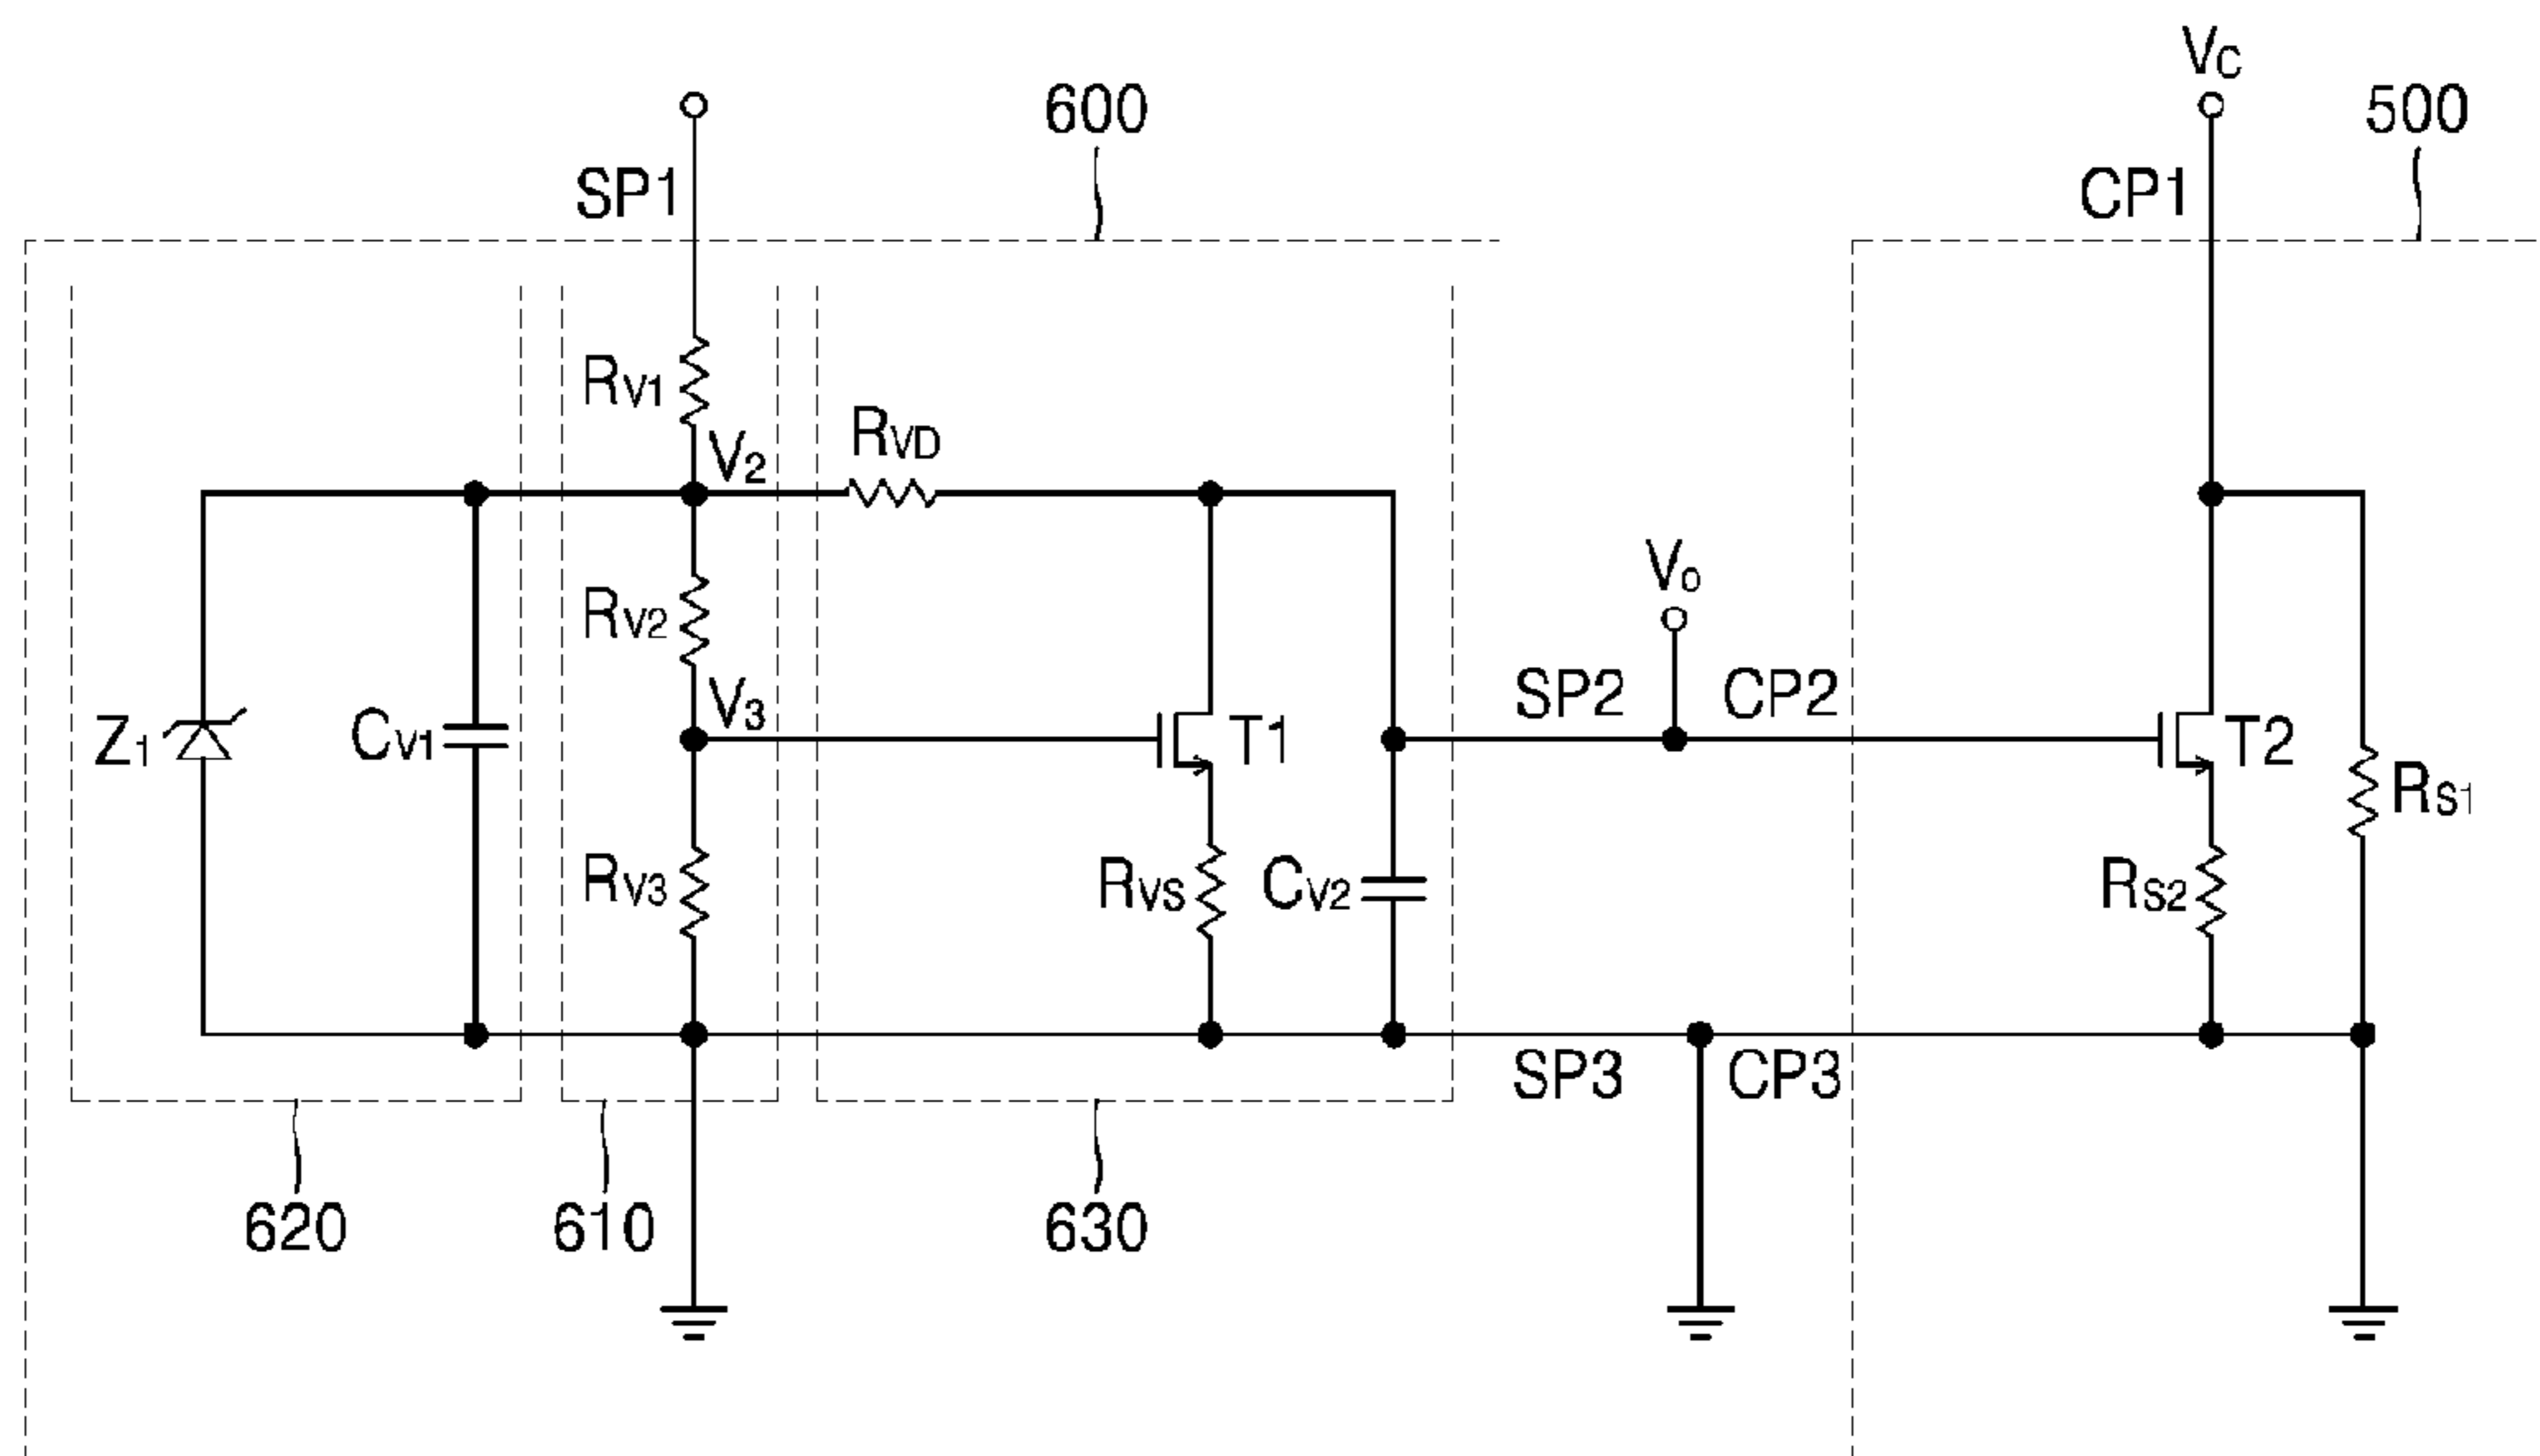 VC
600
500
SP1
CP1
RV1
V2
RVD
RV2
Vo
V3
SP2
CP2
Z1
CV1
T1
T2
RS1
RV3
RVS
CV2
RS2
SP3
CP3
620
610
630